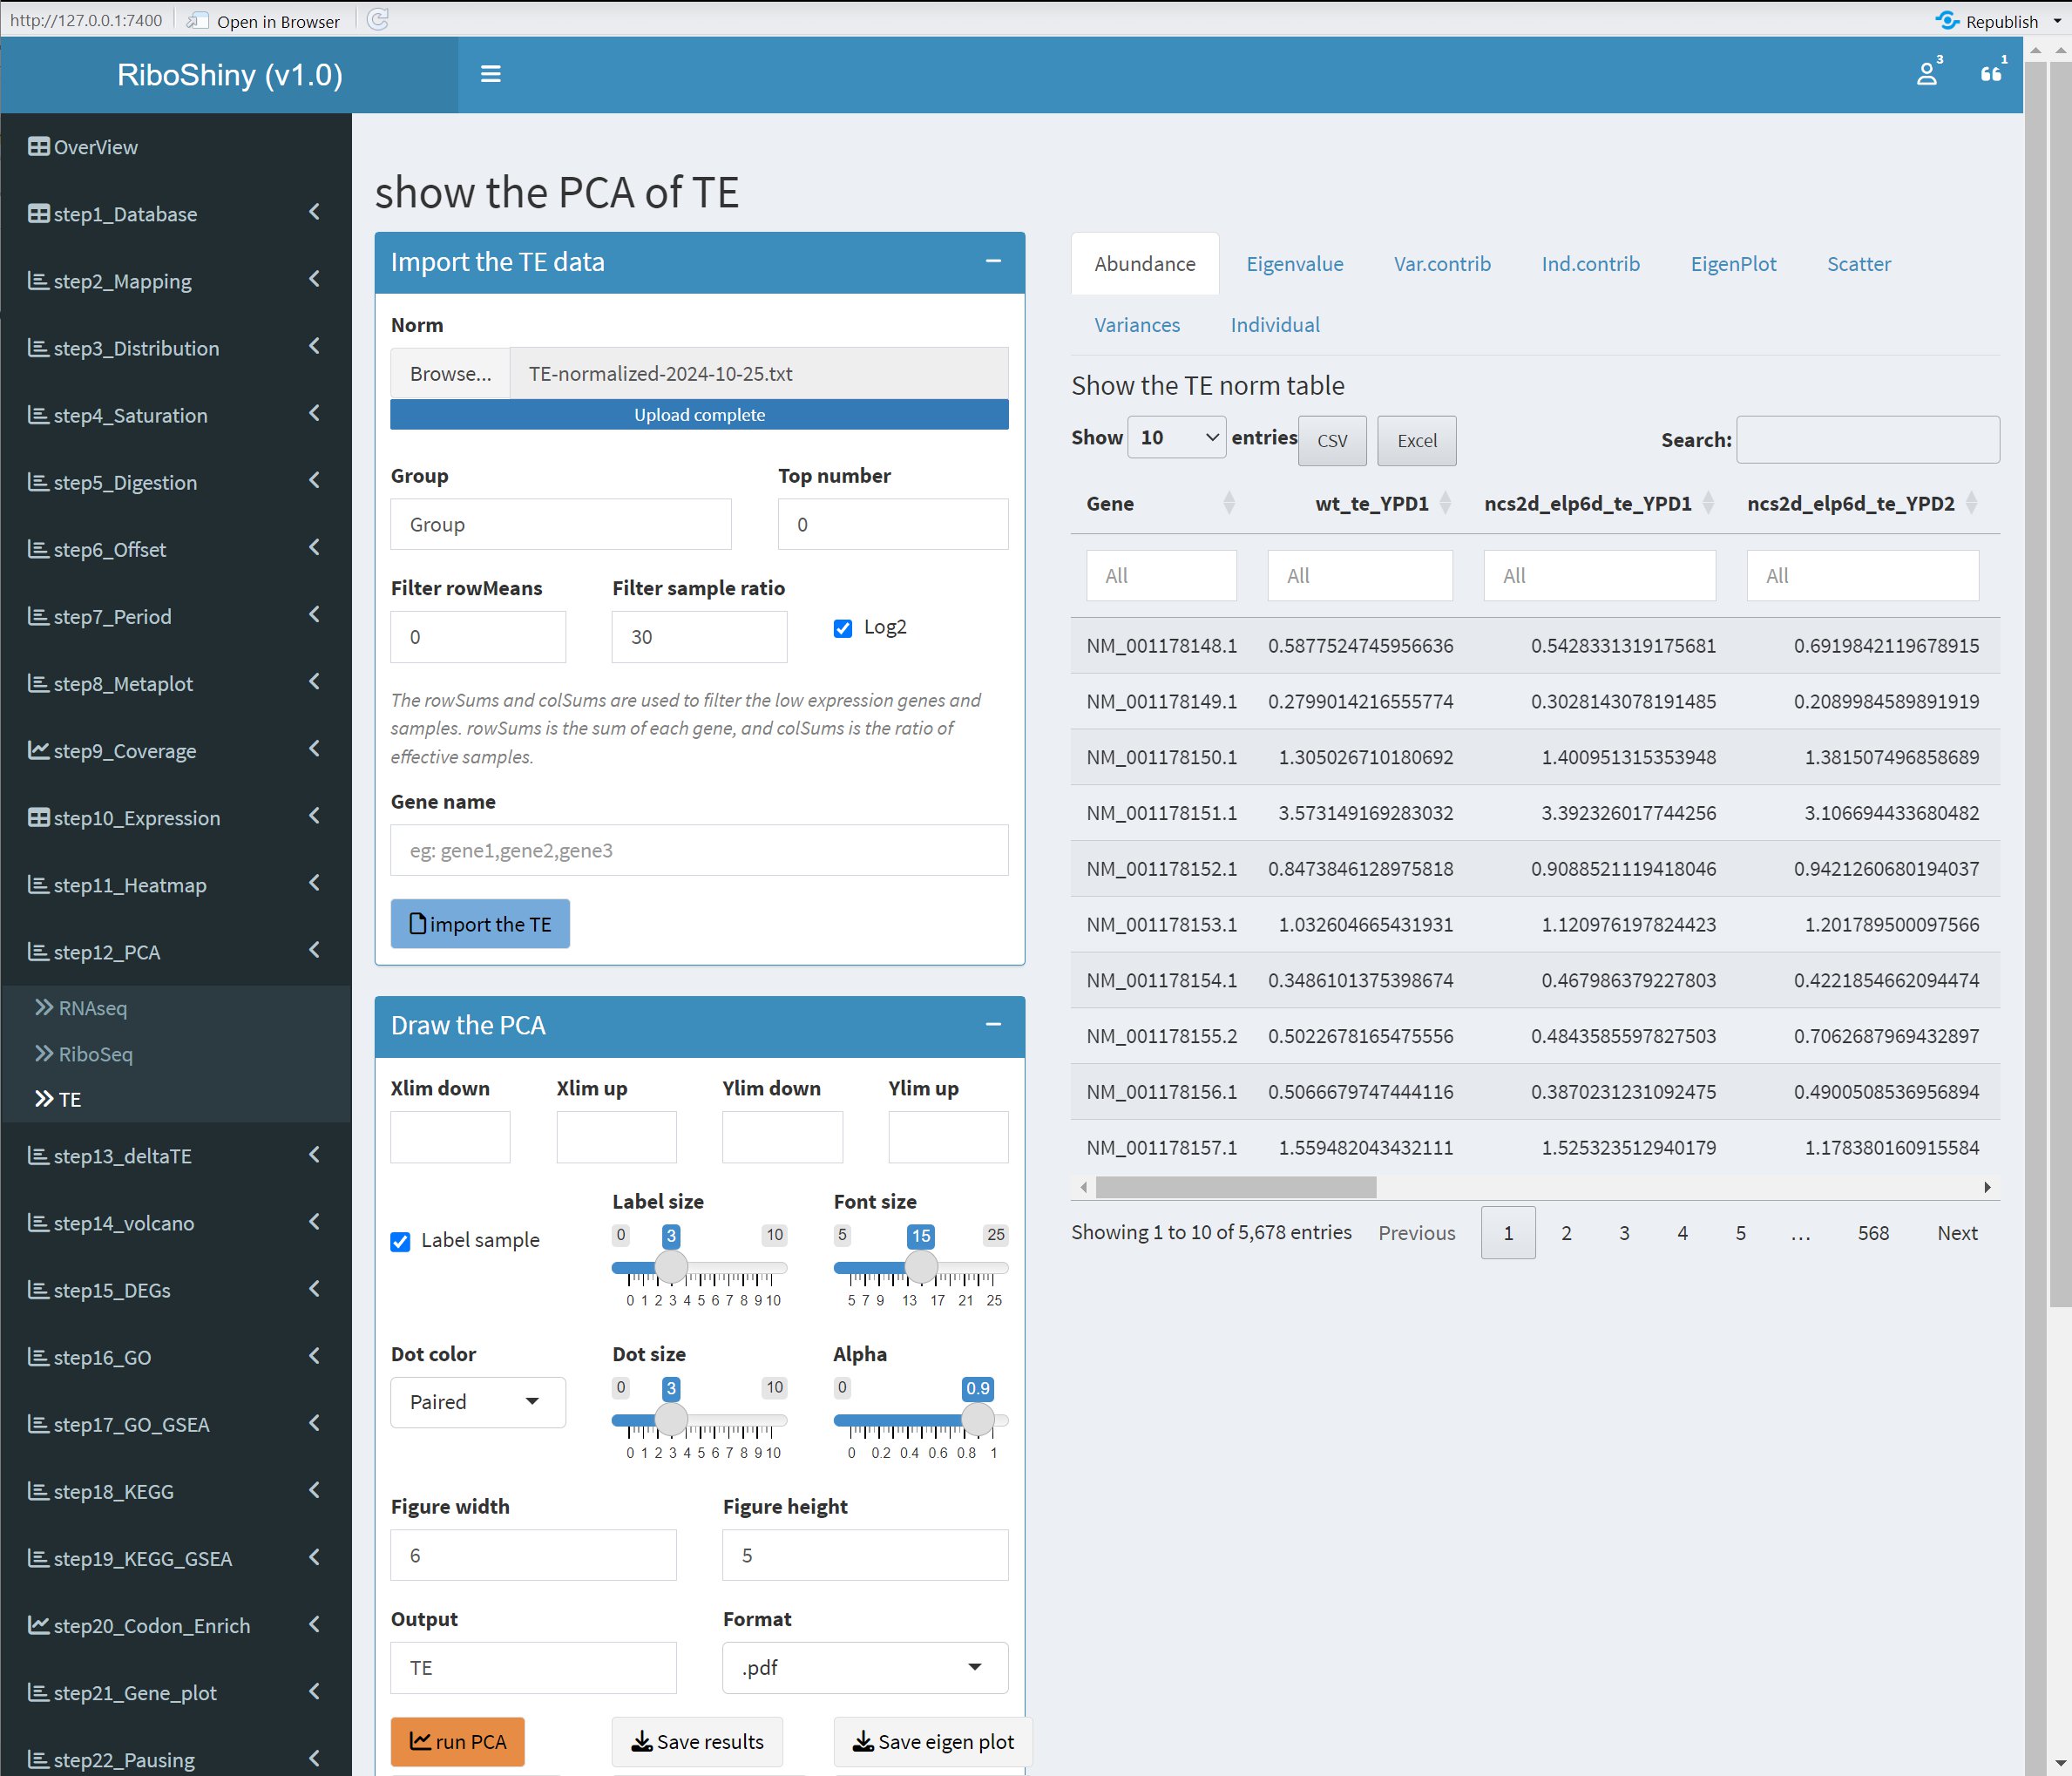 http://127.0.0.1:7400 Open in Browser Republish
RiboShiny (v1.0) 3 1
OverView
step1_Database
step2_Mapping
step3_Distribution
step4_Saturation
step5_Digestion
step6_Offset
step7_Period
step8_Metaplot
step9_Coverage
step10_Expression
step11_Heatmap
step12_PCA
RNAseq
RiboSeq
TE
step13_deltaTE
step14_volcano
step15_DEGs
step16_GO
step17_GO_GSEA
step18_KEGG
step19_KEGG_GSEA
step20_Codon_Enrich
step21_Gene_plot
step22_Pausing
show the PCA of TE
Import the TE data
Norm
Browse... TE-normalized-2024-10-25.txt
Upload complete
Group Top number
Group 0
Filter rowMeans Filter sample ratio
0 30 Log2
The rowSums and colSums are used to filter the low expression genes and
samples. rowSums is the sum of each gene, and colSums is the ratio of
effective samples.
Gene name
eg: gene1,gene2,gene3
import the TE
Draw the PCA
Xlim down Xlim up Ylim down Ylim up
Label sample
Label size
0 3 10
0 1 2 3 4 5 6 7 8 9 10
Font size
5 15 25
5 7 9 13 17 21 25
Dot color
Paired
Dot size
0 3 10
0 1 2 3 4 5 6 7 8 9 10
Alpha
0 0.9
0 0.2 0.4 0.6 0.8 1
Figure width Figure height
6 5
Output Format
TE .pdf
run PCA Save results Save eigen plot
Abundance Eigenvalue Var.contrib Ind.contrib EigenPlot Scatter
Variances Individual
Show the TE norm table
Show 10 entries CSV Excel Search:
Gene wt_te_YPD1 ncs2d_elp6d_te_YPD1 ncs2d_elp6d_te_YPD2
All All All All
NM_001178148.1 0.5877524745956636 0.5428331319175681 0.6919842119678915
NM_001178149.1 0.2799014216555774 0.3028143078191485 0.2089984589891919
NM_001178150.1 1.305026710180692 1.400951315353948 1.381507496858689
NM_001178151.1 3.573149169283032 3.392326017744256 3.106694433680482
NM_001178152.1 0.8473846128975818 0.9088521119418046 0.9421260680194037
NM_001178153.1 1.032604665431931 1.120976197824423 1.201789500097566
NM_001178154.1 0.3486101375398674 0.467986379227803 0.4221854662094474
NM_001178155.2 0.5022678165475556 0.4843585597827503 0.7062687969432897
NM_001178156.1 0.5066679747444116 0.3870231231092475 0.4900508536956894
NM_001178157.1 1.559482043432111 1.525323512940179 1.178380160915584
Showing 1 to 10 of 5,678 entries Previous 1 2 3 4 5 … 568 Next